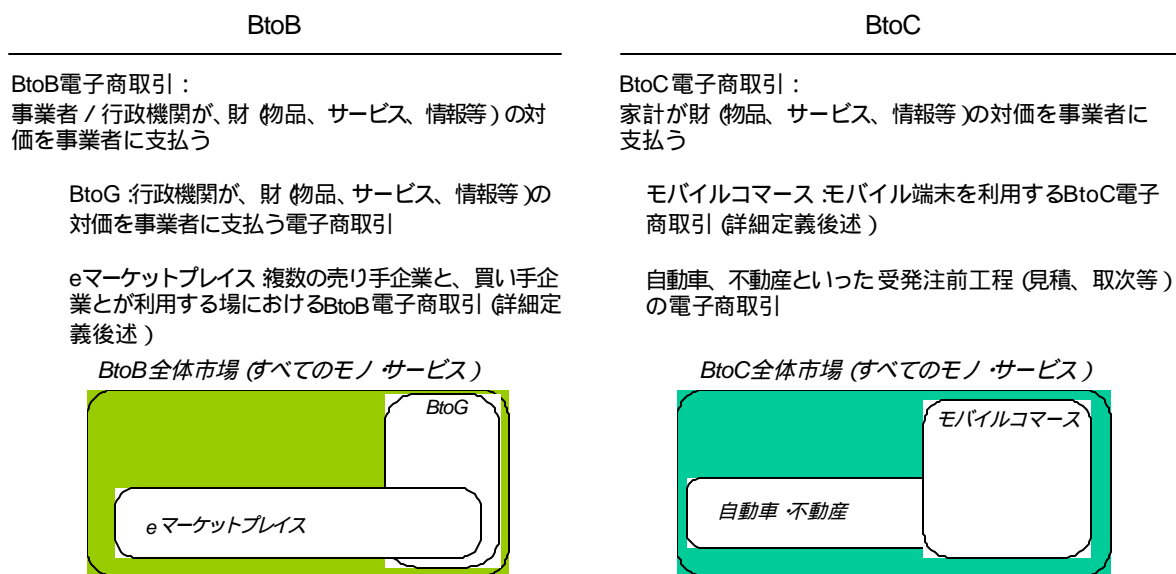 BtoB
BtoB電子商取引：
事業者 / 行政機関が、財 (物品、サービス、情報等 ) の対
価を事業者に支払う
BtoG :行政機関が、財 (物品、サービス、情報等 )の
対価を事業者に支払う電子商取引
eマーケットプレイス :複数の売り手企業と、買い手企
業とが利用する場におけるBtoB電子商取引 (詳細定
義後述 )
BtoB全体市場 (すべてのモノ・サービス )
BtoG
eマーケットプレイス
BtoC
BtoC電子商取引：
家計が財 (物品、サービス、情報等 )の対価を事業者に
支払う
モバイルコマース :モバイル端末を利用するBtoC電子
商取引 (詳細定義後述 )
自動車、不動産といった受発注前工程 (見積、取次等 )
の電子商取引
BtoC全体市場 (すべてのモノ・サービス )
モバイルコマース
自動車・不動産